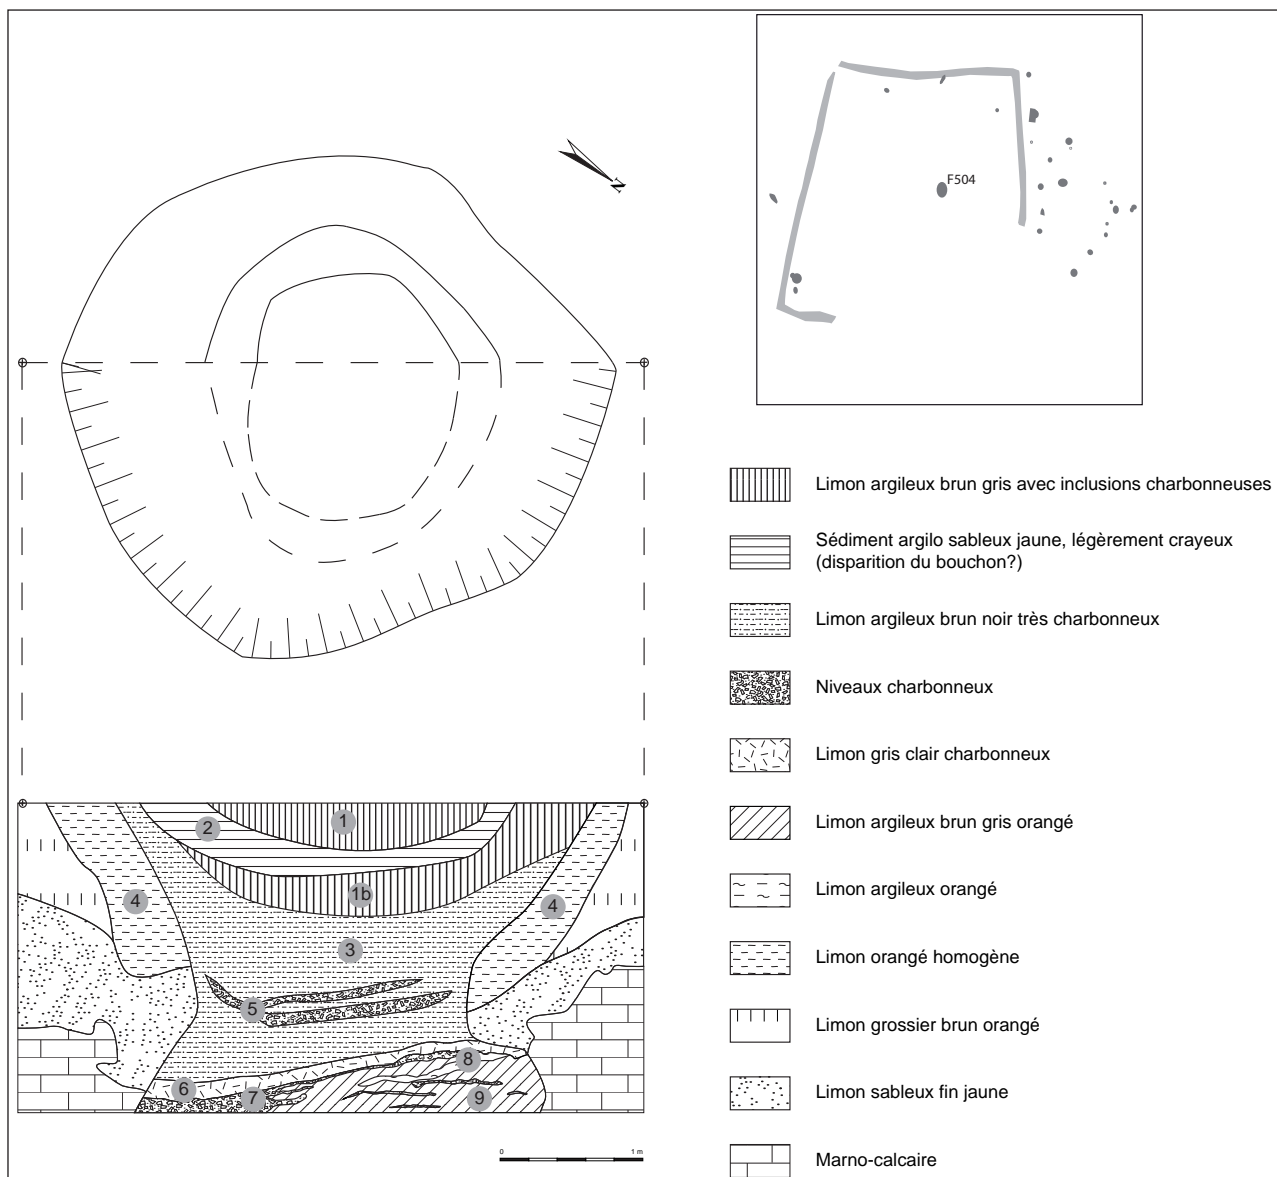 N
F504
Limon argileux brun gris avec inclusions charbonneuses
Sédiment argilo sableux jaune, légèrement crayeux
(disparition du bouchon?)
Limon argileux brun noir très charbonneux
Niveaux charbonneux
Limon gris clair charbonneux
Limon argileux brun gris orangé
Limon argileux orangé
Limon orangé homogène
Limon grossier brun orangé
Limon sableux fin jaune
Marno-calcaire
1
2
1b
4
4
3
5
8
6
7
9
0 1 m